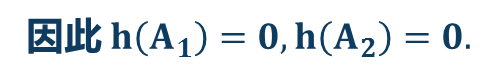 因此 h(A₁) = 0, h(A₂) = 0.